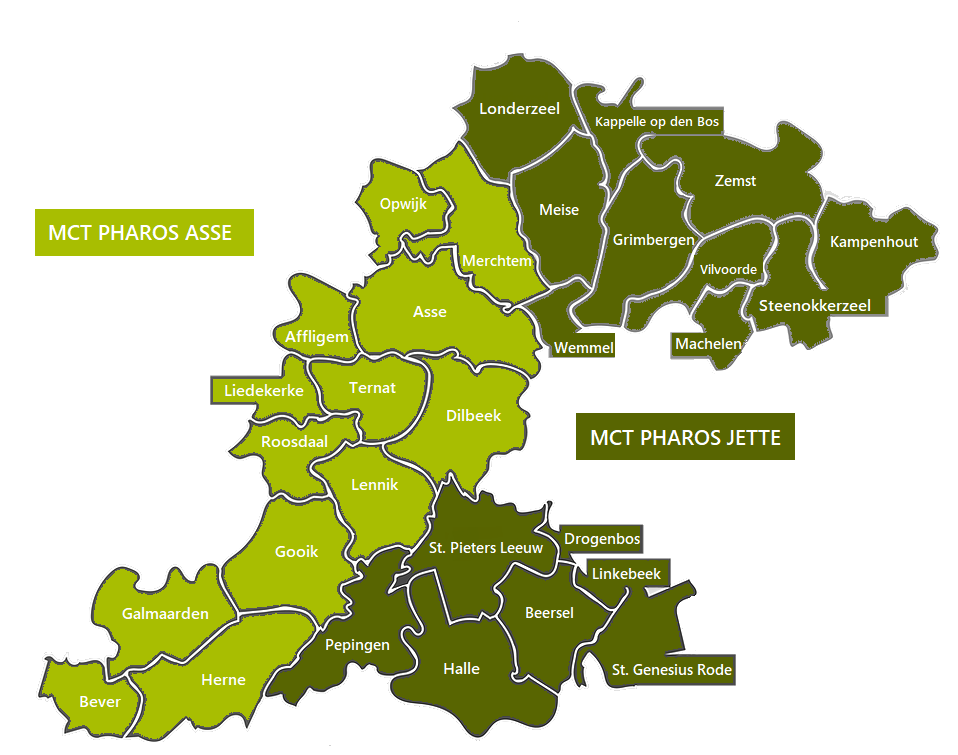 Londerzeel
Kappelle op den Bos
Zemst
Opwijk
Meise
MCT PHAROS ASSE
Grimbergen
Kampenhout
Merchtem
Vilvoorde
Steenokkerzeel
Asse
Affligem
Wemmel
Machelen
Liedekerke
Ternat
Dilbeek
MCT PHAROS JETTE
Roosdaal
Lennik
Drogenbos
St. Pieters Leeuw
Gooik
Linkebeek
Galmaarden
Beersel
Pepingen
Halle
St. Genesius Rode
Herne
Bever